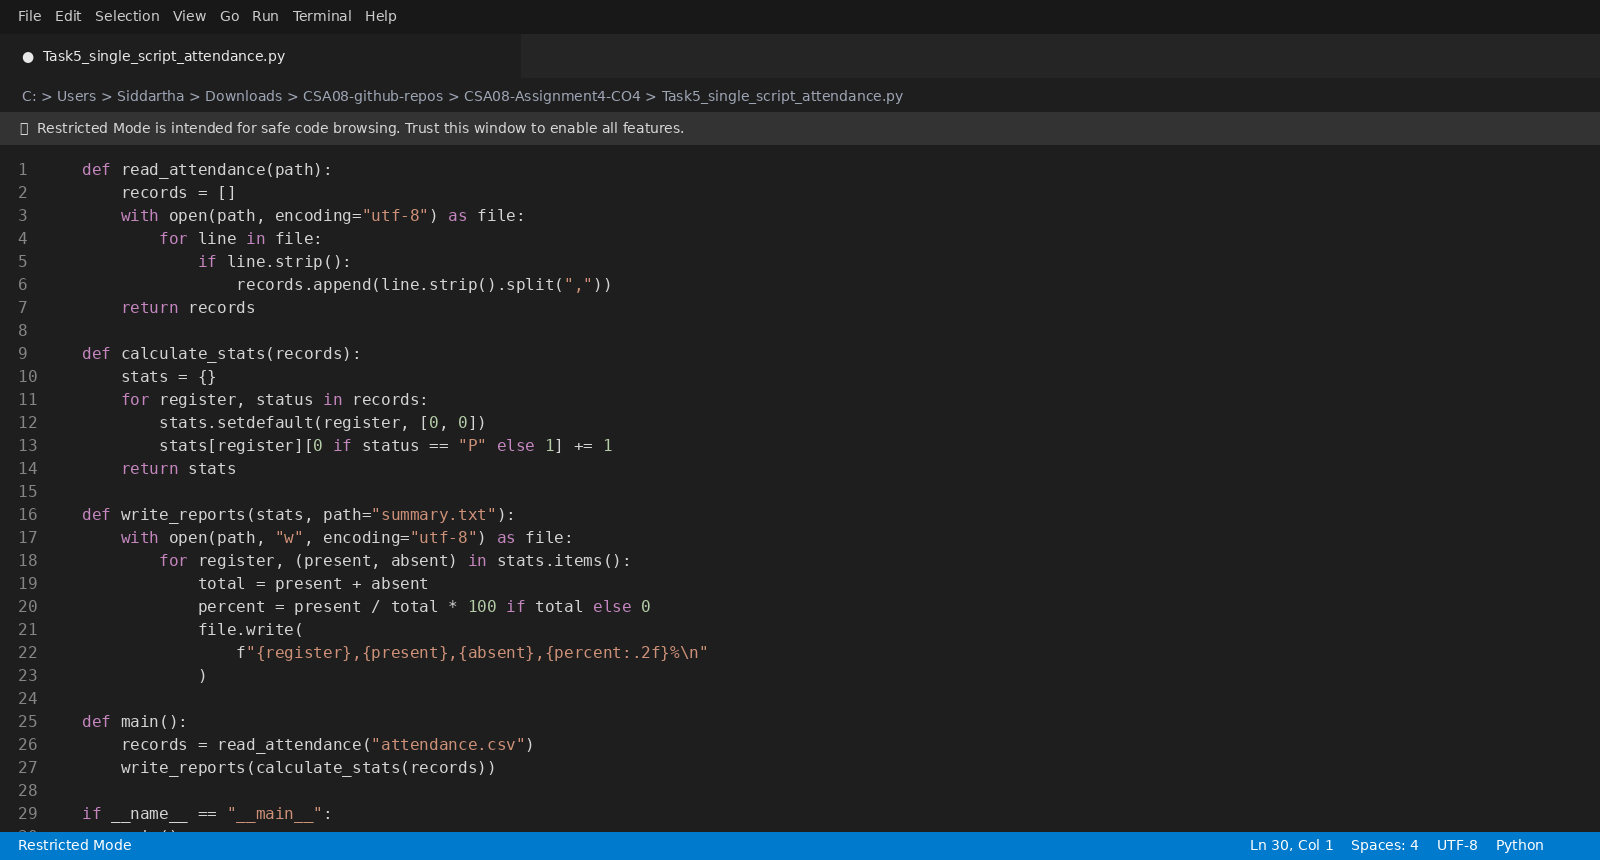 File Edit Selection View Go Run Terminal Help
● Task5_single_script_attendance.py
C: > Users > Siddartha > Downloads > CSA08-github-repos > CSA08-Assignment4-CO4 > Task5_single_script_attendance.py
Restricted Mode is intended for safe code browsing. Trust this window to enable all features.
1 def read_attendance(path):
2     records = []
3     with open(path, encoding="utf-8") as file:
4         for line in file:
5             if line.strip():
6                 records.append(line.strip().split(","))
7     return records
8
9 def calculate_stats(records):
10     stats = {}
11     for register, status in records:
12         stats.setdefault(register, [0, 0])
13         stats[register][0 if status == "P" else 1] += 1
14     return stats
15
16 def write_reports(stats, path="summary.txt"):
17     with open(path, "w", encoding="utf-8") as file:
18         for register, (present, absent) in stats.items():
19             total = present + absent
20             percent = present / total * 100 if total else 0
21             file.write(
22                 f"{register},{present},{absent},{percent:.2f}%\n"
23             )
24
25 def main():
26     records = read_attendance("attendance.csv")
27     write_reports(calculate_stats(records))
28
29 if __name__ == "__main__":
Restricted Mode Ln 30, Col 1 Spaces: 4 UTF-8 Python